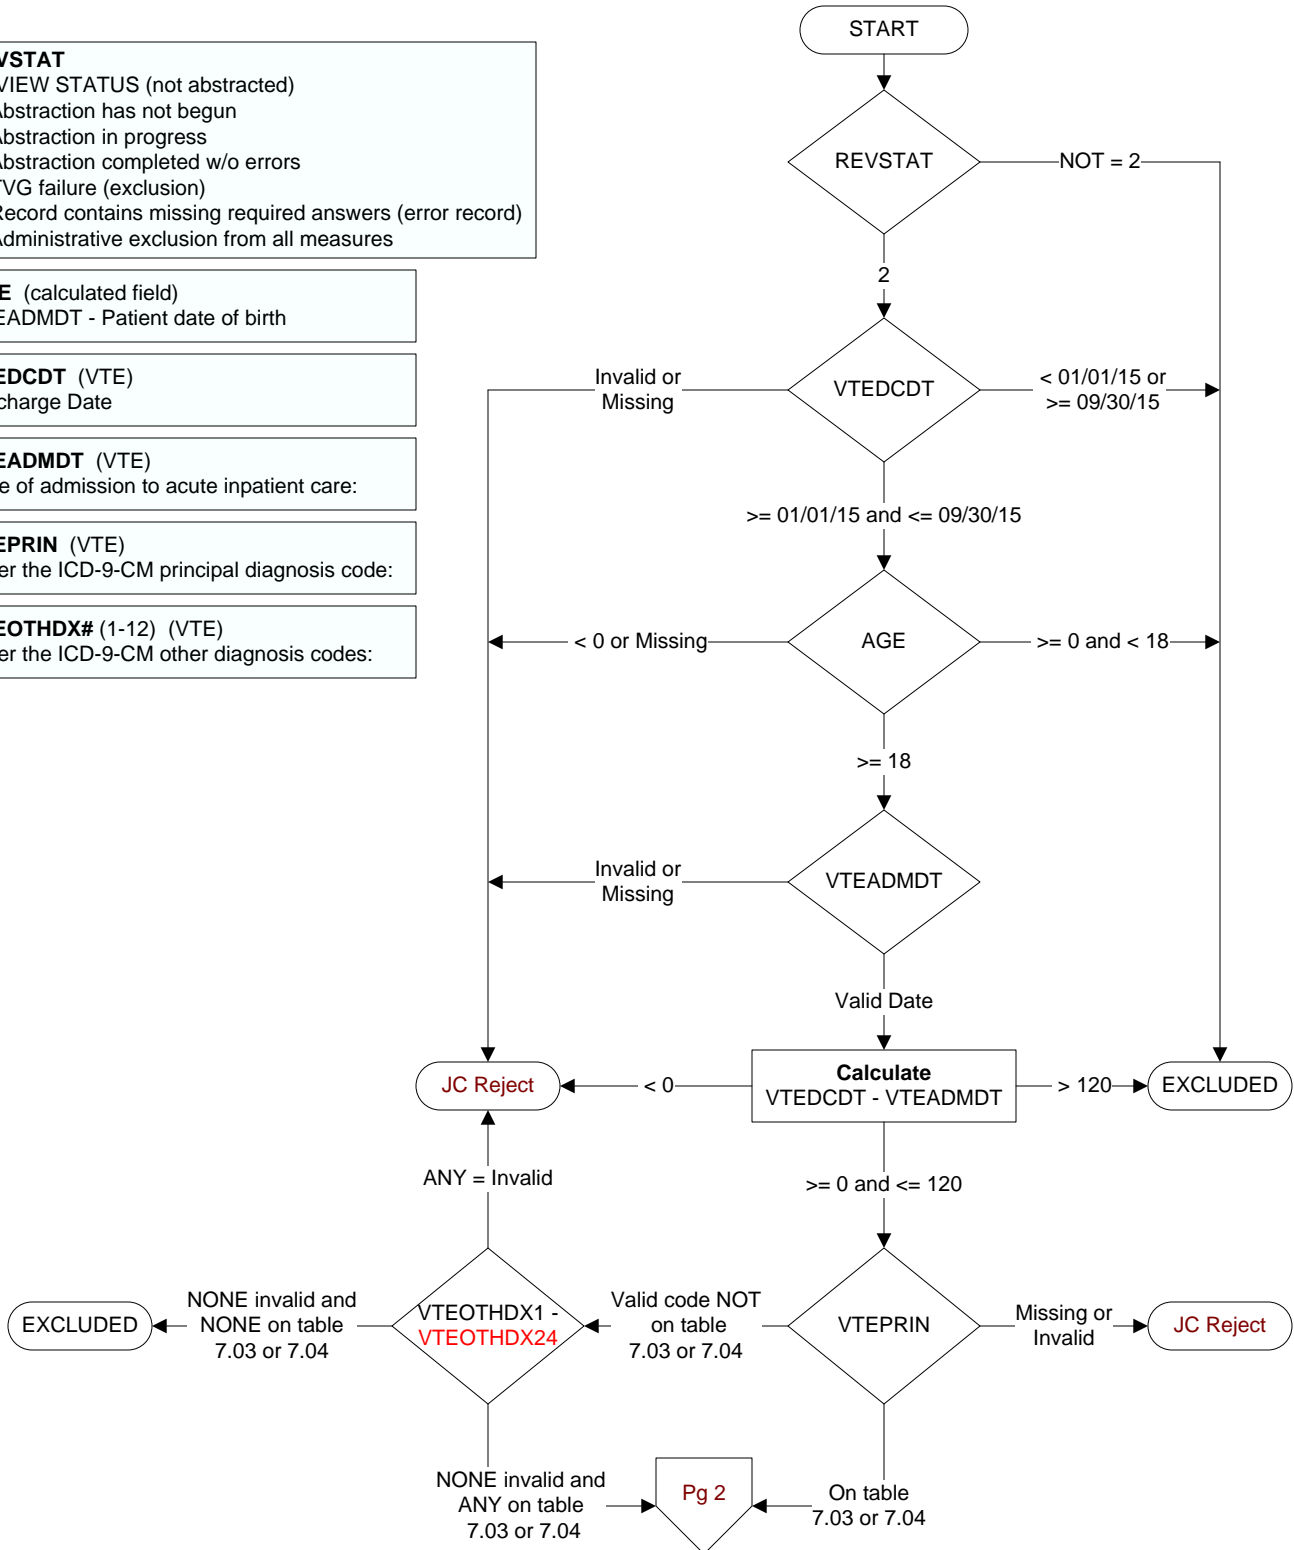 START
VSTAT
VIEW STATUS (not abstracted)
Abstraction has not begun
Abstraction in progress
Abstraction completed w/o errors
TVG failure (exclusion)
Record contains missing required answers (error record)
Administrative exclusion from all measures
REVSTAT
NOT = 2
2
E (calculated field)
EADMDT - Patient date of birth
EDCDT (VTE)
charge Date
EADMDT (VTE)
e of admission to acute inpatient care:
EPRIN (VTE)
er the ICD-9-CM principal diagnosis code:
EOTHDX# (1-12) (VTE)
er the ICD-9-CM other diagnosis codes:
Invalid or
Missing
VTEDCDT
< 01/01/15 or
>= 09/30/15
>= 01/01/15 and <= 09/30/15
< 0 or Missing
AGE
>= 0 and < 18
>= 18
Invalid or
Missing
VTEADMDT
Valid Date
JC Reject
< 0
Calculate
VTEDCDT - VTEADMDT
> 120
EXCLUDED
ANY = Invalid
>= 0 and <= 120
EXCLUDED
NONE invalid and
NONE on table
7.03 or 7.04
VTEOTHDX1 -
VTEOTHDX24
Valid code NOT
on table
7.03 or 7.04
VTEPRIN
Missing or
Invalid
JC Reject
NONE invalid and
ANY on table
7.03 or 7.04
Pg 2
On table
7.03 or 7.04